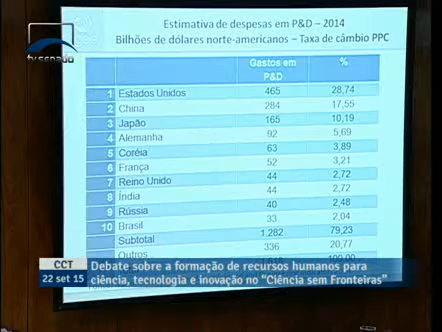 Estimativa de despesas em P&D – 2014
Bilhões de dólares norte-americanos – Taxa de câmbio PPC
tv senado
Gastos em P&D %
1 Estados Unidos 465 28,74
2 China 284 17,55
3 Japão 165 10,19
4 Alemanha 92 5,69
5 Coréia 63 3,89
6 França 52 3,21
7 Reino Unido 44 2,72
8 Índia 44 2,72
9 Rússia 40 2,48
10 Brasil 33 2,04
Subtotal 1.282 79,23
Outros 336 20,77
CCT
22 set 15
Debate sobre a formação de recursos humanos para
ciência, tecnologia e inovação no "Ciência sem Fronteiras"